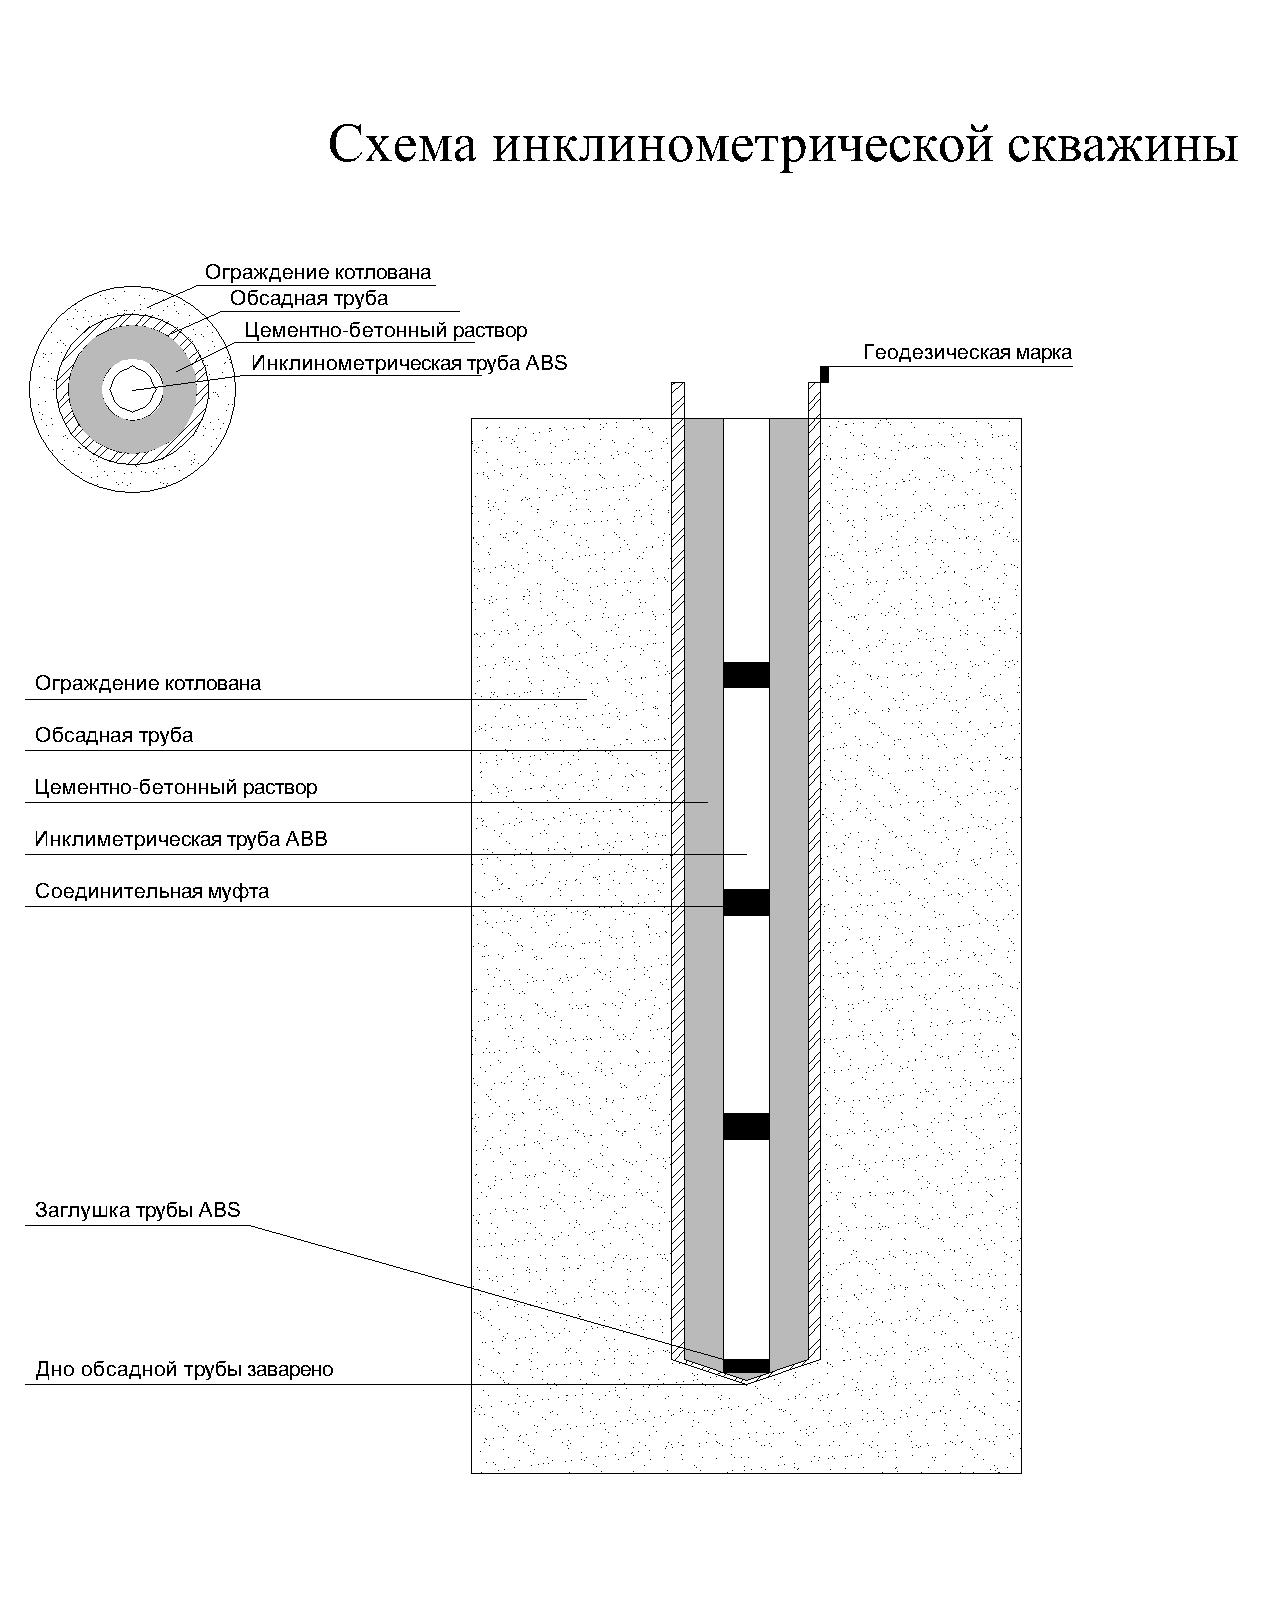 Схема инклинометрической скважины
Ограждение котлована
Обсадная труба
Цементно-бетонный раствор
Инклинометрическая труба ABS
Геодезическая марка
Ограждение котлована
Обсадная труба
Цементно-бетонный раствор
Инклиметрическая труба ABB
Соединительная муфта
Заглушка трубы ABS
Дно обсадной трубы заварено